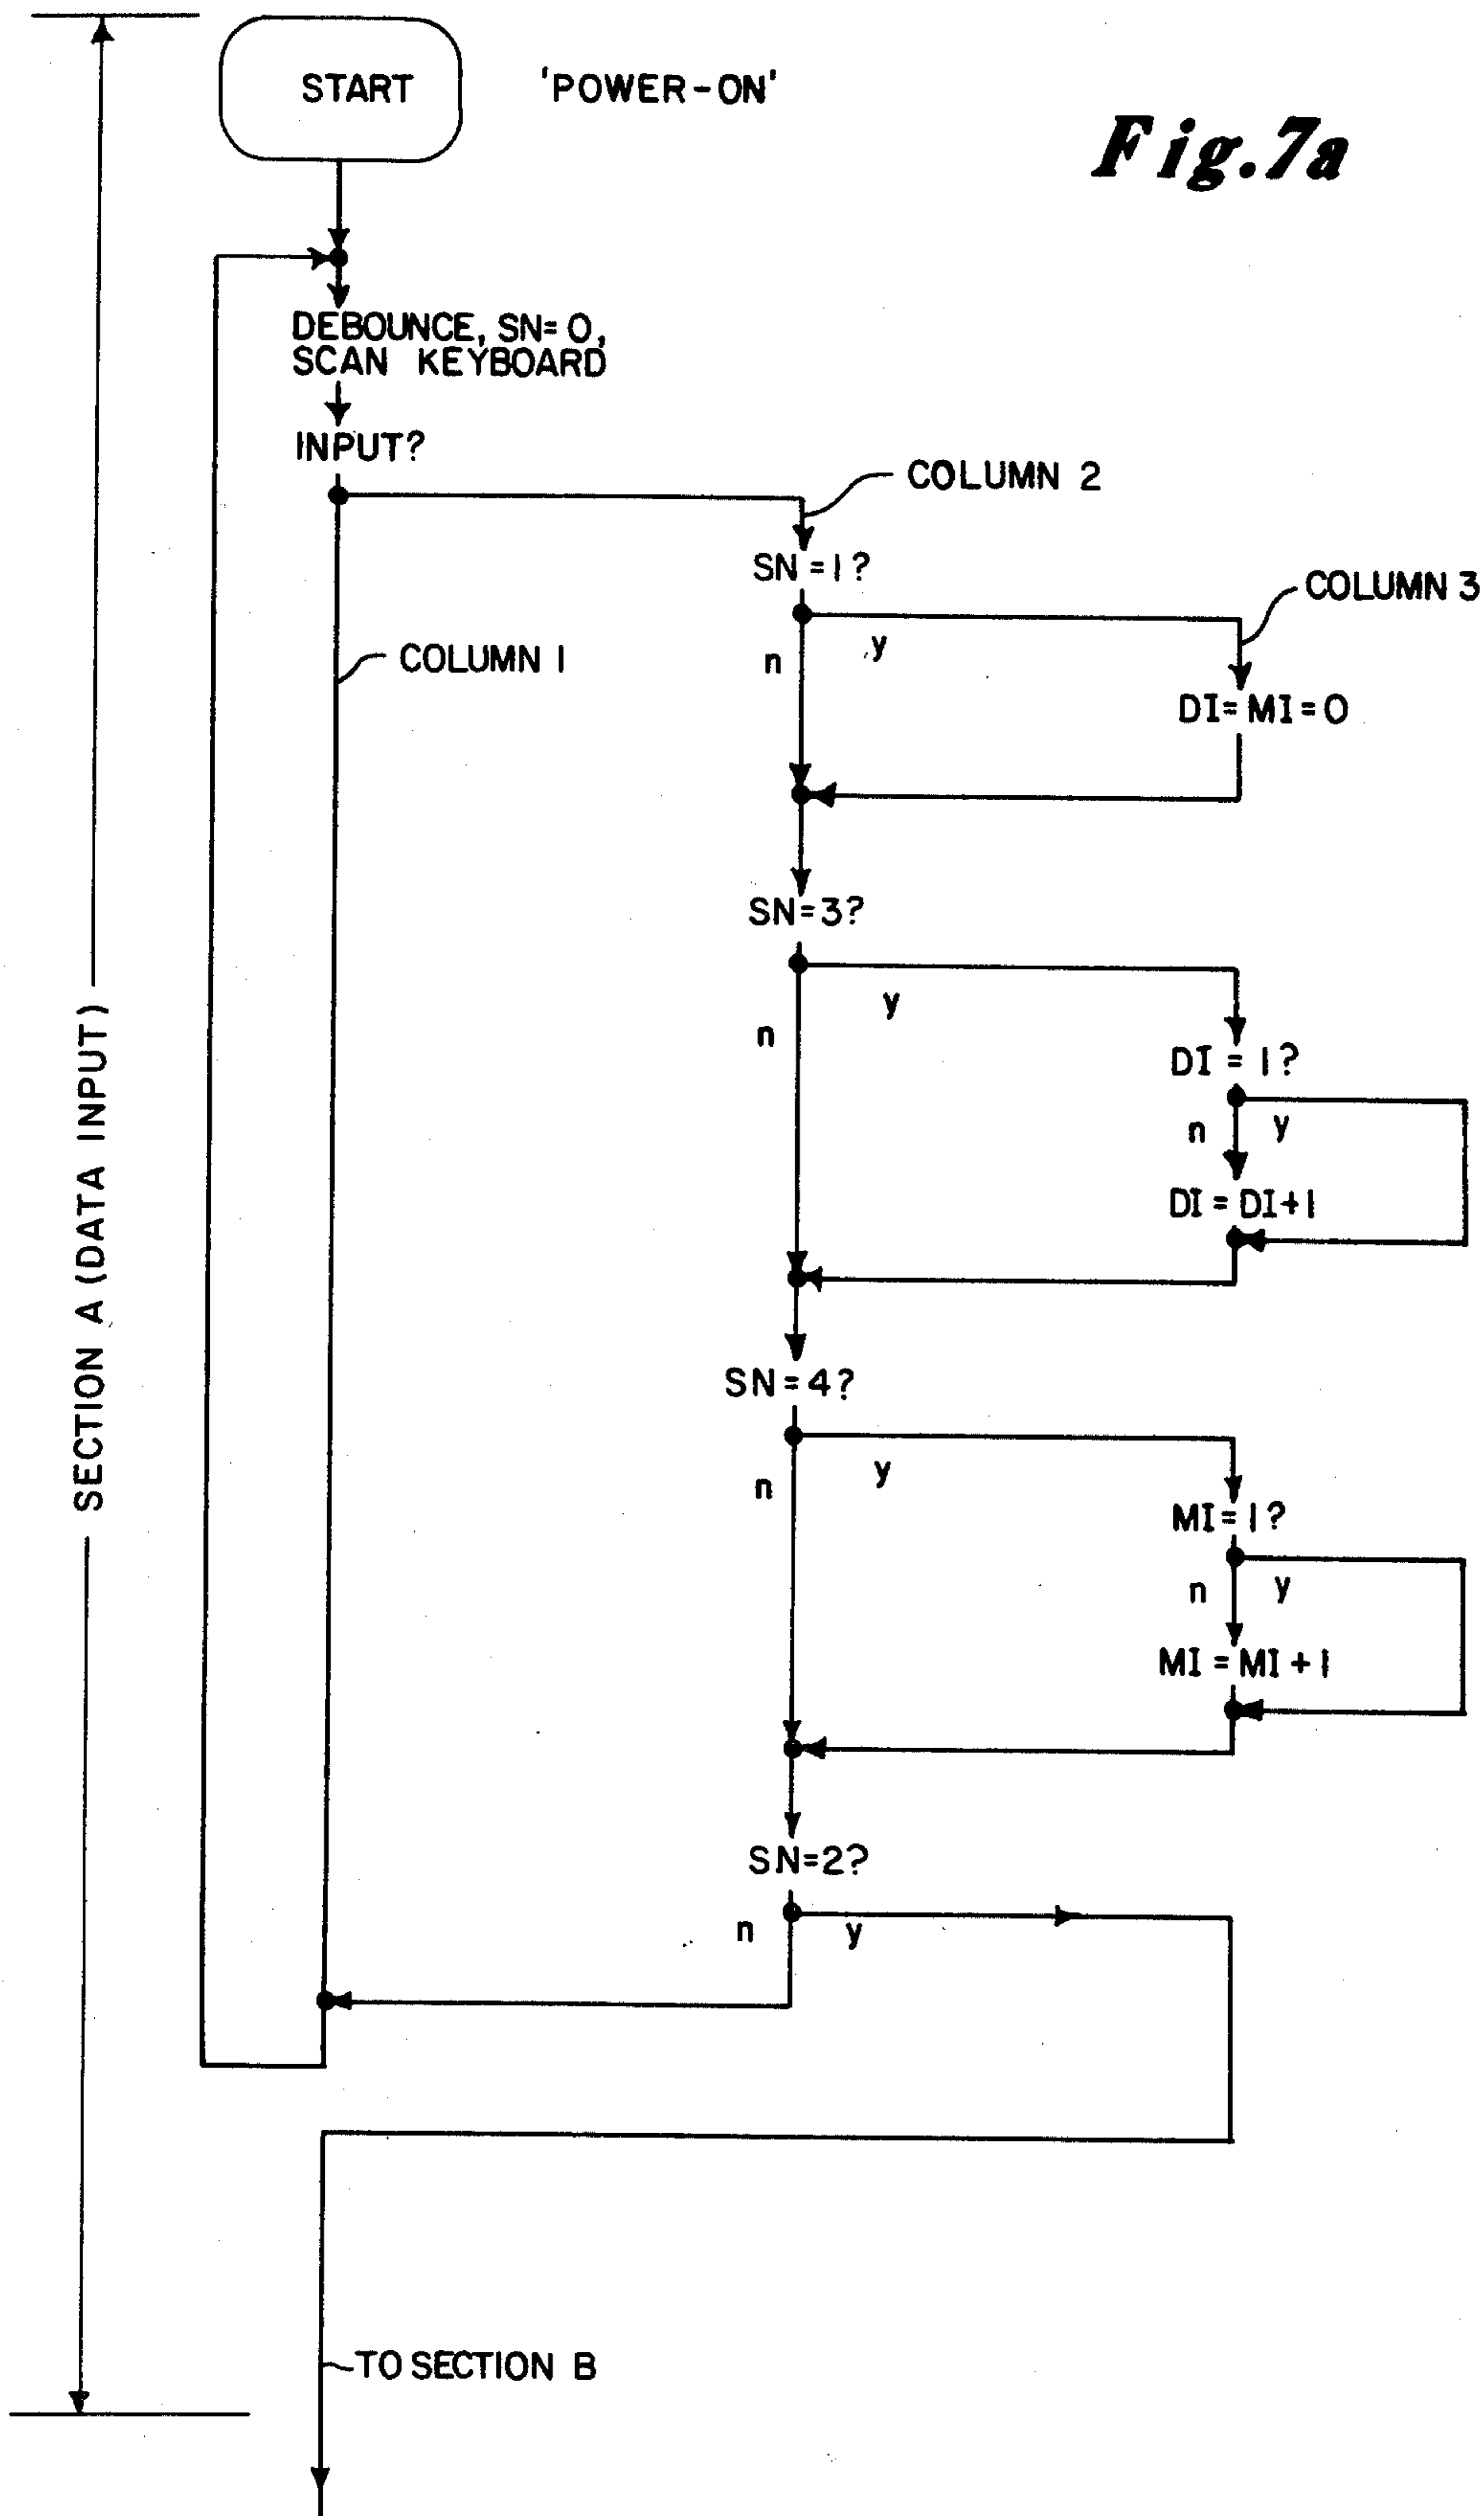 START
'POWER-ON'
Fig.7a
DEBOUNCE, SN=0,
SCAN KEYBOARD
INPUT?
COLUMN 2
SN=1?
COLUMN 3
y
n
COLUMN 1
DI=MI=0
SN=3?
y
n
DI=1?
n
y
DI=DI+1
SECTION A (DATA INPUT)
SN=4?
y
n
MI=1?
n
y
MI=MI+1
SN=2?
n
y
TO SECTION B